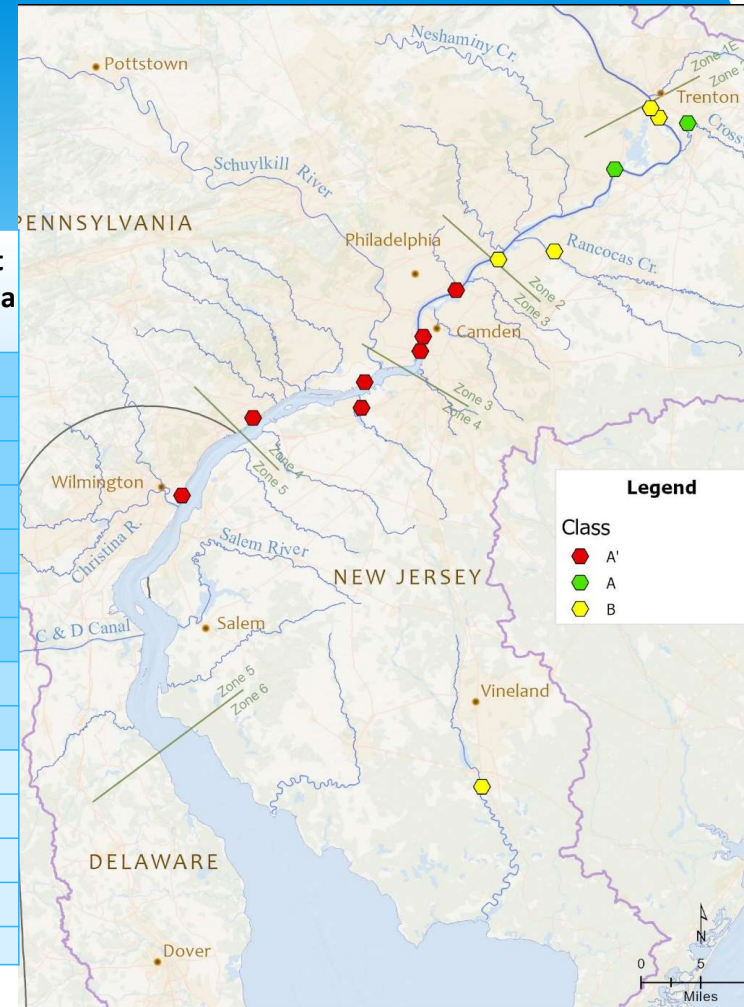 t
a
Neshaminy Cr.
Pottstown
Zone 1E
Zone
Trenton
Cross
Schuylkill River
PENNSYLVANIA
Philadelphia
Rancocas Cr.
Zone 2
Zone 3
Camden
Zone 3
Zone 4
Zone 4
Zone 5
Wilmington
Christina R.
Salem River
NEW JERSEY
Legend
Class
A'
A
B
C & D Canal
Salem
Zone 5
Zone 6
Vineland
DELAWARE
Dover
N
0 5
Miles